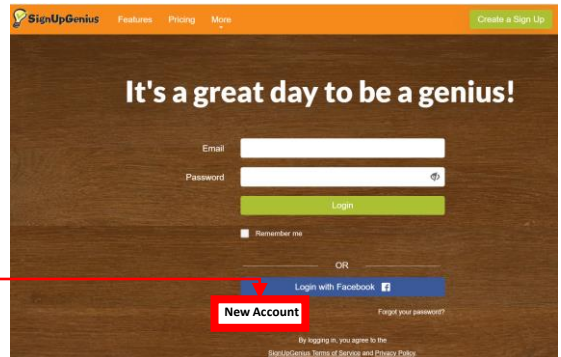 SignUpGenius Features Pricing More Create a Sign Up
It's a great day to be a genius!
Email
Password
Login
Remember me
OR
Login with Facebook f
New Account Forgot your password?
By logging in, you agree to the
SignUpGenius Terms of Service and Privacy Policy.